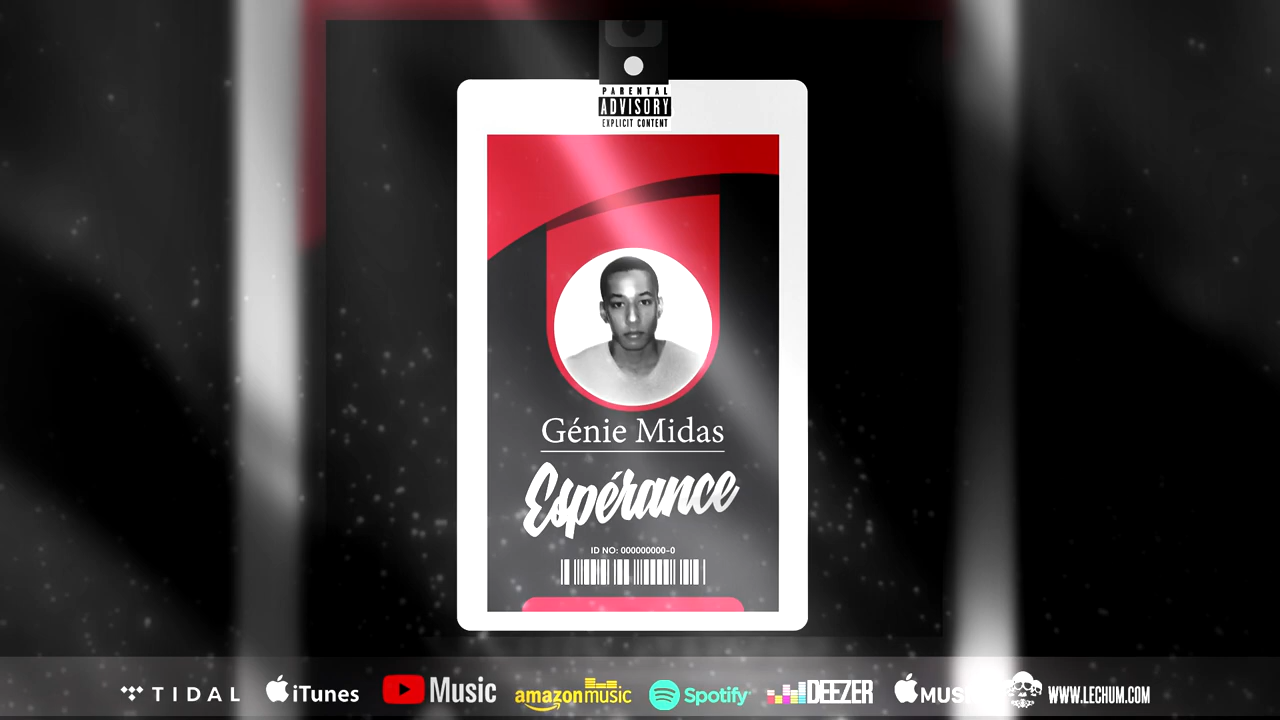 PARENTAL
ADVISORY
EXPLICIT CONTENT
Génie Midas
Espérance
ID NO: 000000000-0
TIDAL iTunes Music amazonmusic Spotify DEEZER WWW.LECHUM.COM